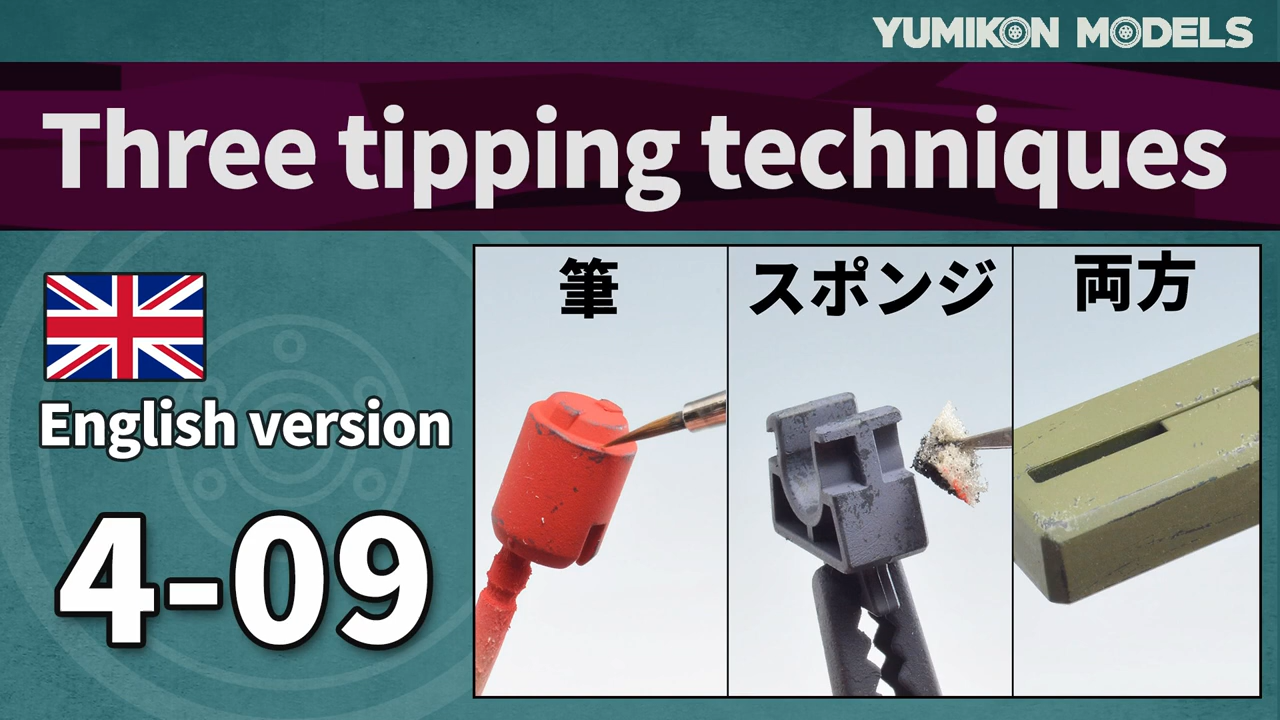 YUMIKON MODELS
Three tipping techniques
筆
スポンジ
両方
English version
4-09